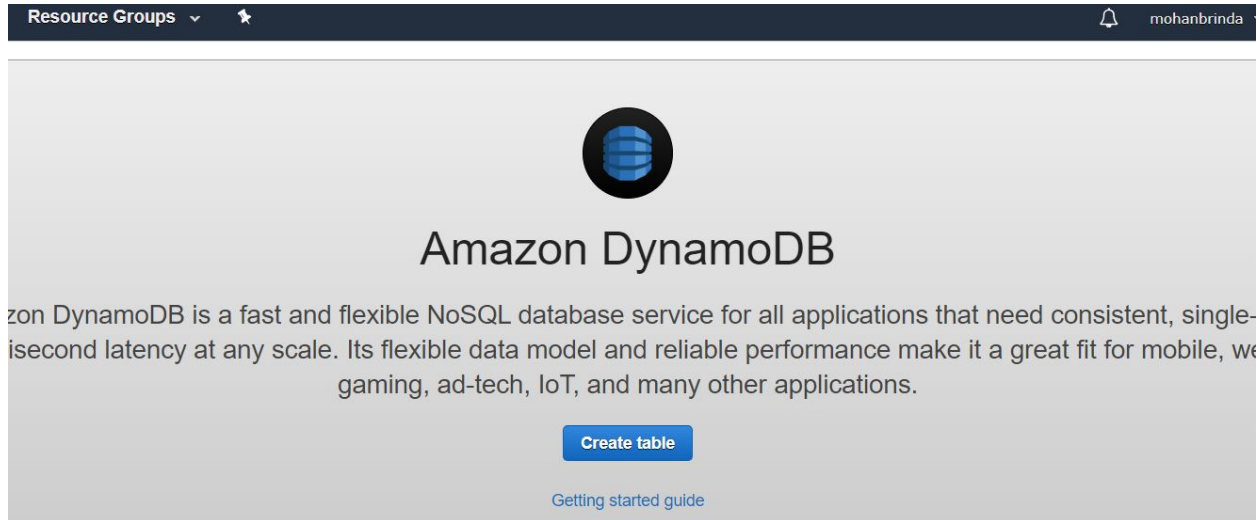 Resource Groups
mohanbrinda
Amazon DynamoDB
zon DynamoDB is a fast and flexible NoSQL database service for all applications that need consistent, single-
isecond latency at any scale. Its flexible data model and reliable performance make it a great fit for mobile, we
gaming, ad-tech, IoT, and many other applications.
Create table
Getting started guide